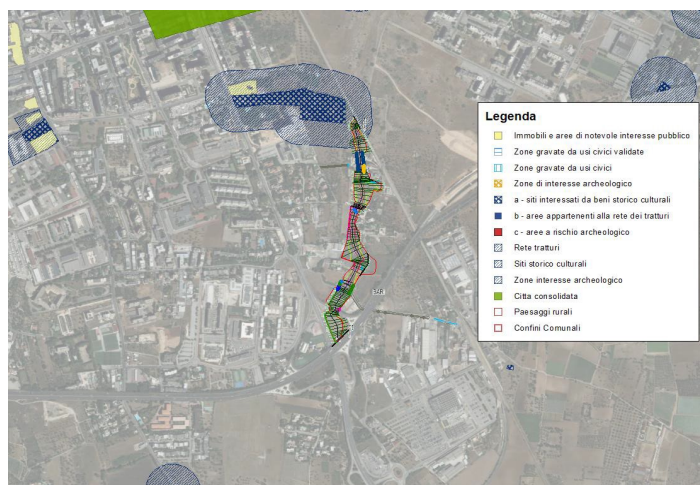 Legenda
Immobili e aree di notevole interesse pubblico
Zone gravate da usi civici validate
Zone gravate da usi civici
Zone di interesse archeologico
a - siti interessati da beni storico culturali
b - aree appartenenti alla rete dei tratturi
c - aree a rischio archeologico
Rete tratturi
Siti storico culturali
Zone interesse archeologico
Citta consolidata
Paesaggi rurali
Confini Comunali